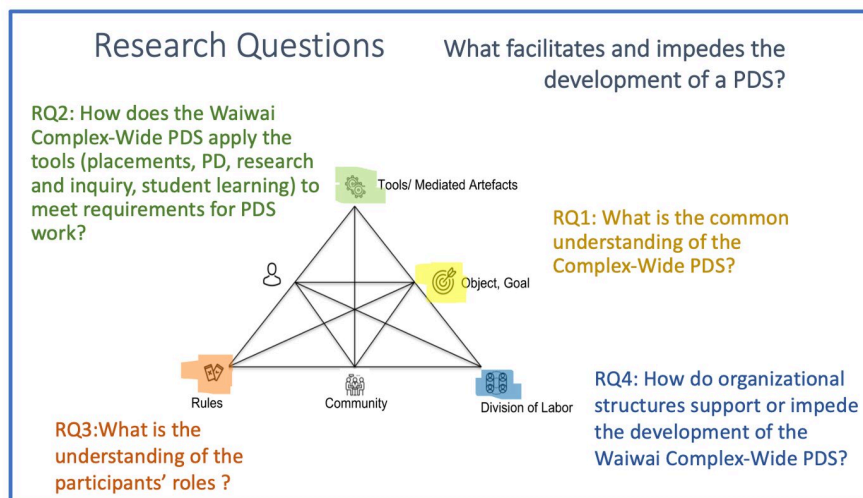 Research Questions
What facilitates and impedes the
development of a PDS?
RQ2: How does the Waiwai
Complex-Wide PDS apply the
tools (placements, PD, research
and inquiry, student learning) to
meet requirements for PDS
work?
Tools/ Mediated Artefacts
RQ1: What is the common
understanding of the
Complex-Wide PDS?
Object, Goal
Rules
Community
Division of Labor
RQ4: How do organizational
structures support or impede
the development of the
Waiwai Complex-Wide PDS?
RQ3:What is the
understanding of the
participants’ roles ?